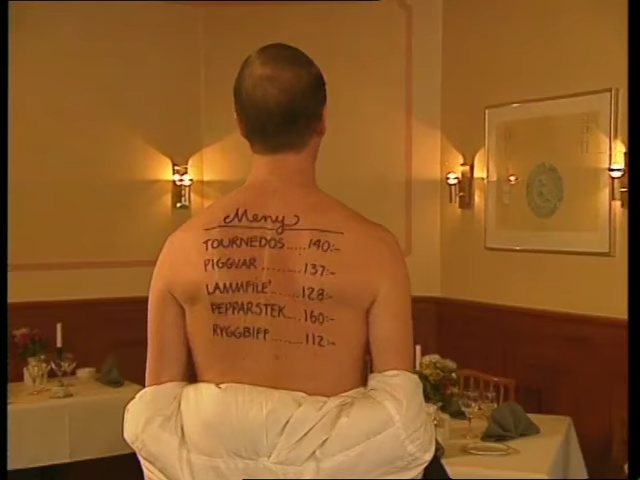 Meny
TOURNEDOS.....140:-
PIGGVAR.........137:-
LAMMFILE'.......128:-
PEPPARSTEK....160:-
RYGGBIFF........112:-